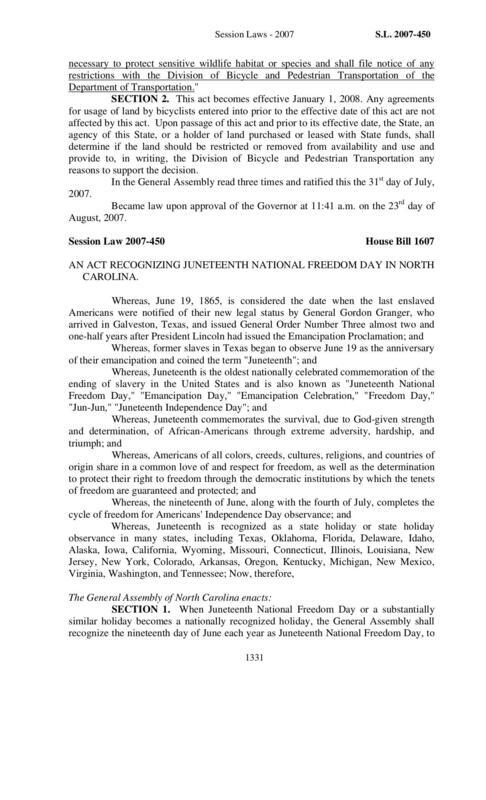 Session Laws - 2007 S.L. 2007-450
necessary to protect sensitive wildlife habitat or species and shall file notice of any
restrictions with the Division of Bicycle and Pedestrian Transportation of the
Department of Transportation."
SECTION 2. This act becomes effective January 1, 2008. Any agreements
for usage of land by bicyclists entered into prior to the effective date of this act are not
affected by this act. Upon passage of this act and prior to its effective date, the State, an
agency of this State, or a holder of land purchased or leased with State funds, shall
determine if the land should be restricted or removed from availability and use and
provide to, in writing, the Division of Bicycle and Pedestrian Transportation any
reasons to support the decision.
In the General Assembly read three times and ratified this the 31st day of July,
2007.
Became law upon approval of the Governor at 11:41 a.m. on the 23rd day of
August, 2007.
Session Law 2007-450 House Bill 1607
AN ACT RECOGNIZING JUNETEENTH NATIONAL FREEDOM DAY IN NORTH
CAROLINA.
Whereas, June 19, 1865, is considered the date when the last enslaved
Americans were notified of their new legal status by General Gordon Granger, who
arrived in Galveston, Texas, and issued General Order Number Three almost two and
one-half years after President Lincoln had issued the Emancipation Proclamation; and
Whereas, former slaves in Texas began to observe June 19 as the anniversary
of their emancipation and coined the term "Juneteenth"; and
Whereas, Juneteenth is the oldest nationally celebrated commemoration of the
ending of slavery in the United States and is also known as "Juneteenth National
Freedom Day," "Emancipation Day," "Emancipation Celebration," "Freedom Day,"
"Jun-Jun," "Juneteenth Independence Day"; and
Whereas, Juneteenth commemorates the survival, due to God-given strength
and determination, of African-Americans through extreme adversity, hardship, and
triumph; and
Whereas, Americans of all colors, creeds, cultures, religions, and countries of
origin share in a common love of and respect for freedom, as well as the determination
to protect their right to freedom through the democratic institutions by which the tenets
of freedom are guaranteed and protected; and
Whereas, the nineteenth of June, along with the fourth of July, completes the
cycle of freedom for Americans' Independence Day observance; and
Whereas, Juneteenth is recognized as a state holiday or state holiday
observance in many states, including Texas, Oklahoma, Florida, Delaware, Idaho,
Alaska, Iowa, California, Wyoming, Missouri, Connecticut, Illinois, Louisiana, New
Jersey, New York, Colorado, Arkansas, Oregon, Kentucky, Michigan, New Mexico,
Virginia, Washington, and Tennessee; Now, therefore,
The General Assembly of North Carolina enacts:
SECTION 1. When Juneteenth National Freedom Day or a substantially
similar holiday becomes a nationally recognized holiday, the General Assembly shall
recognize the nineteenth day of June each year as Juneteenth National Freedom Day, to
1331